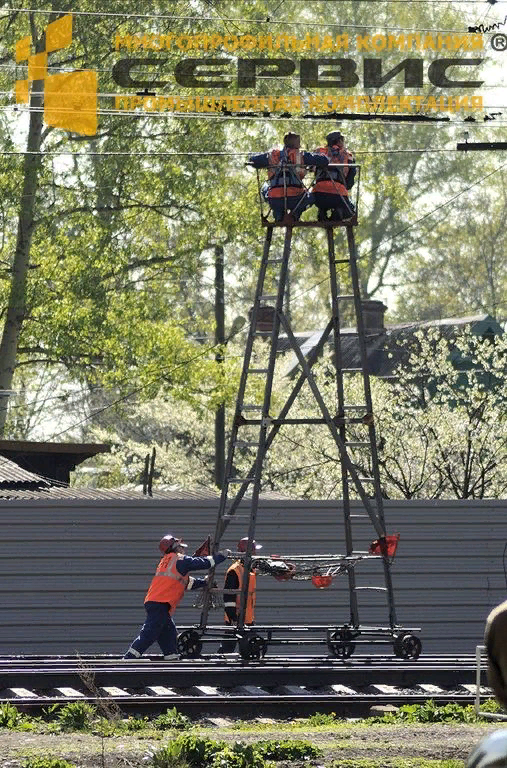 МНОГОПРОФИЛЬНАЯ КОМПАНИЯ
СЕРВИС®
ПРОМЫШЛЕННАЯ КОМПЛЕКТАЦИЯ